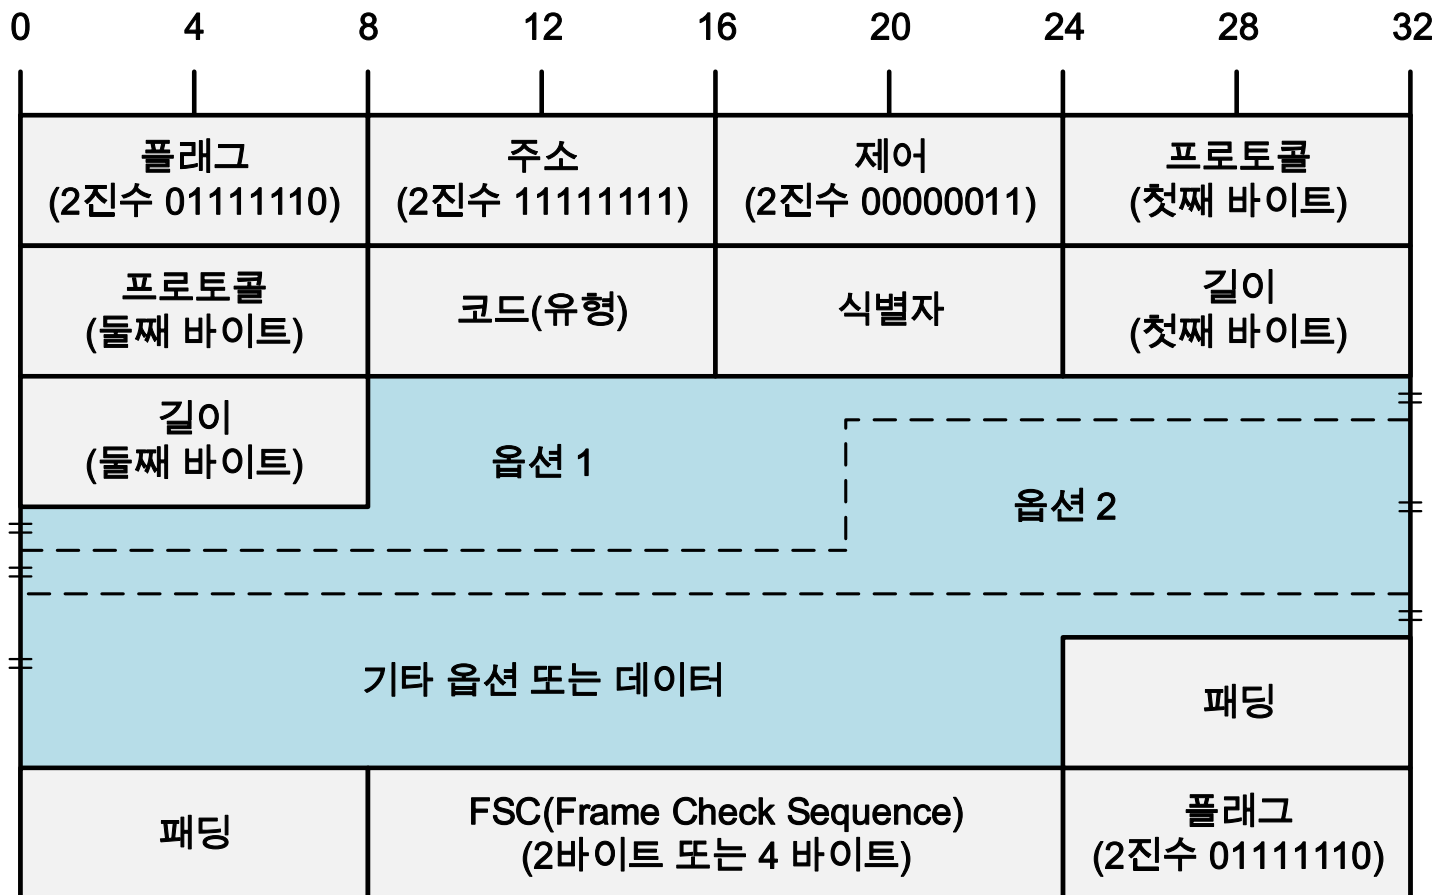 0 4 8 12 16 20 24 28 32
플래그
(2진수 01111110)
주소
(2진수 11111111)
제어
(2진수 00000011)
프로토콜
(첫째 바이트)
프로토콜
(둘째 바이트)
코드(유형)
식별자
길이
(첫째 바이트)
길이
(둘째 바이트)
옵션 1
옵션 2
기타 옵션 또는 데이터
패딩
패딩
FSC(Frame Check Sequence)
(2바이트 또는 4 바이트)
플래그
(2진수 01111110)